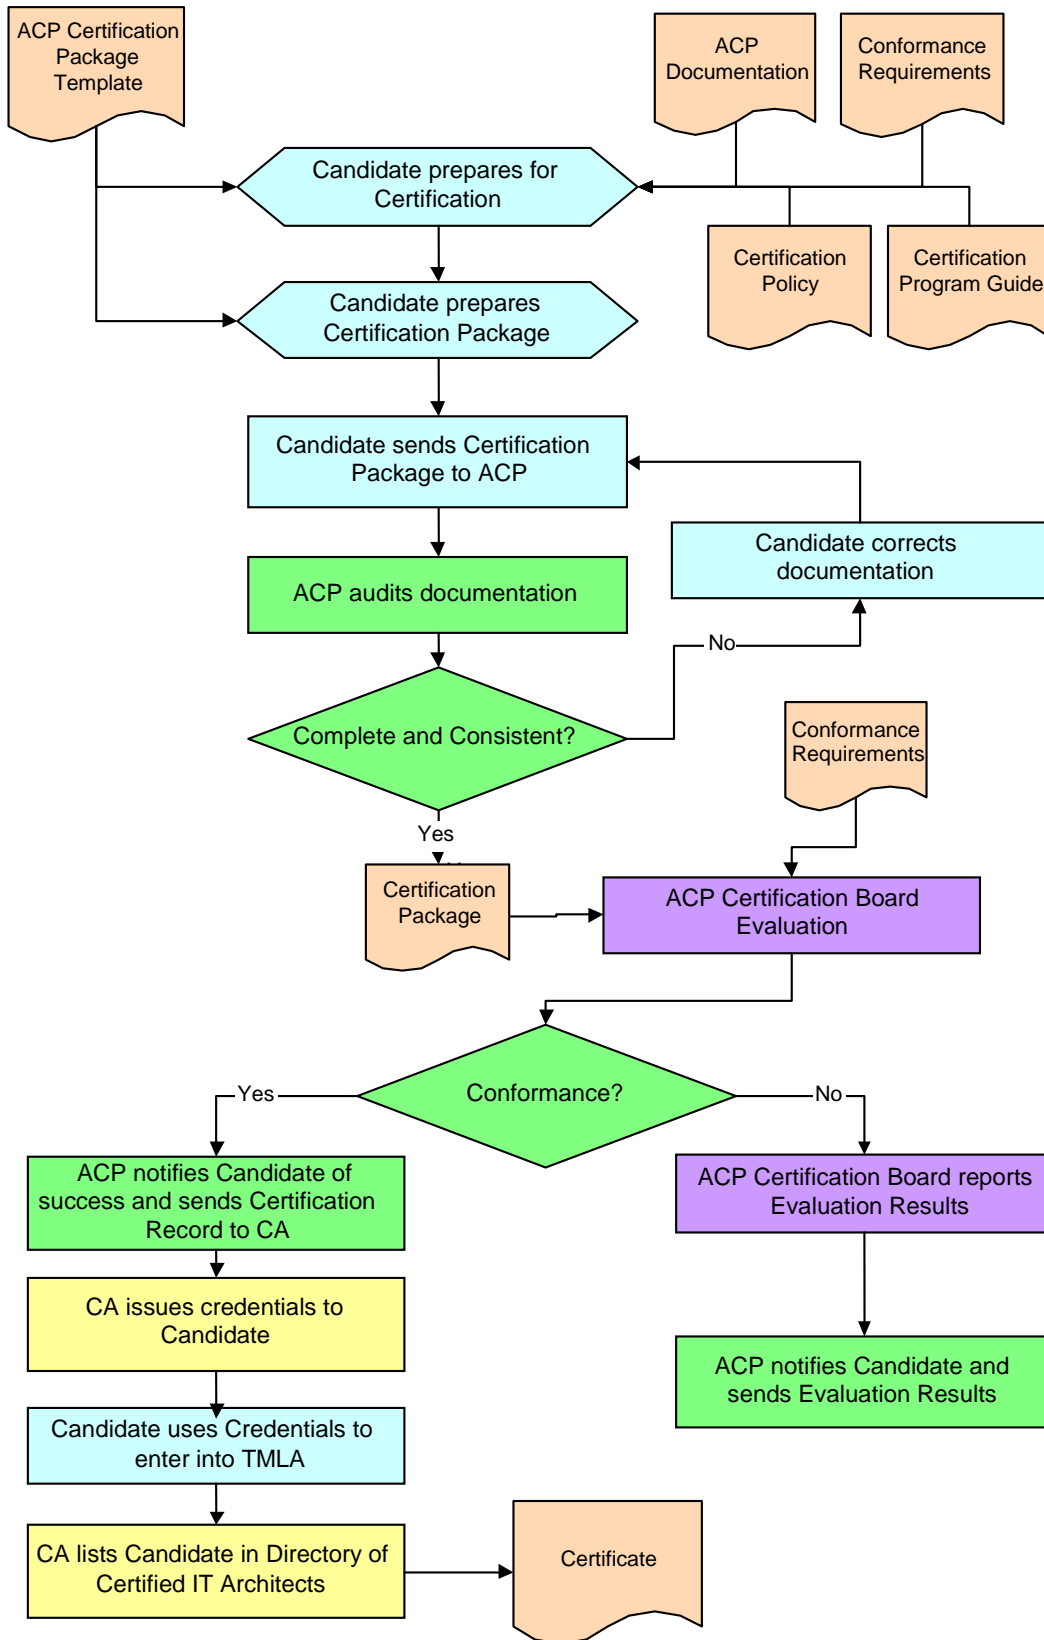 ACP Certification
Package
Template
ACP
Documentation
Conformance
Requirements
Candidate prepares for
Certification
Certification
Policy
Certification
Program Guide
Candidate prepares
Certification Package
Candidate sends Certification
Package to ACP
Candidate corrects
documentation
ACP audits documentation
No
Complete and Consistent?
Conformance
Requirements
Yes
Certification
Package
ACP Certification Board
Evaluation
Conformance?
Yes
No
ACP notifies Candidate of
success and sends Certification
Record to CA
ACP Certification Board reports
Evaluation Results
CA issues credentials to
Candidate
ACP notifies Candidate and
sends Evaluation Results
Candidate uses Credentials to
enter into TMLA
CA lists Candidate in Directory of
Certified IT Architects
Certificate